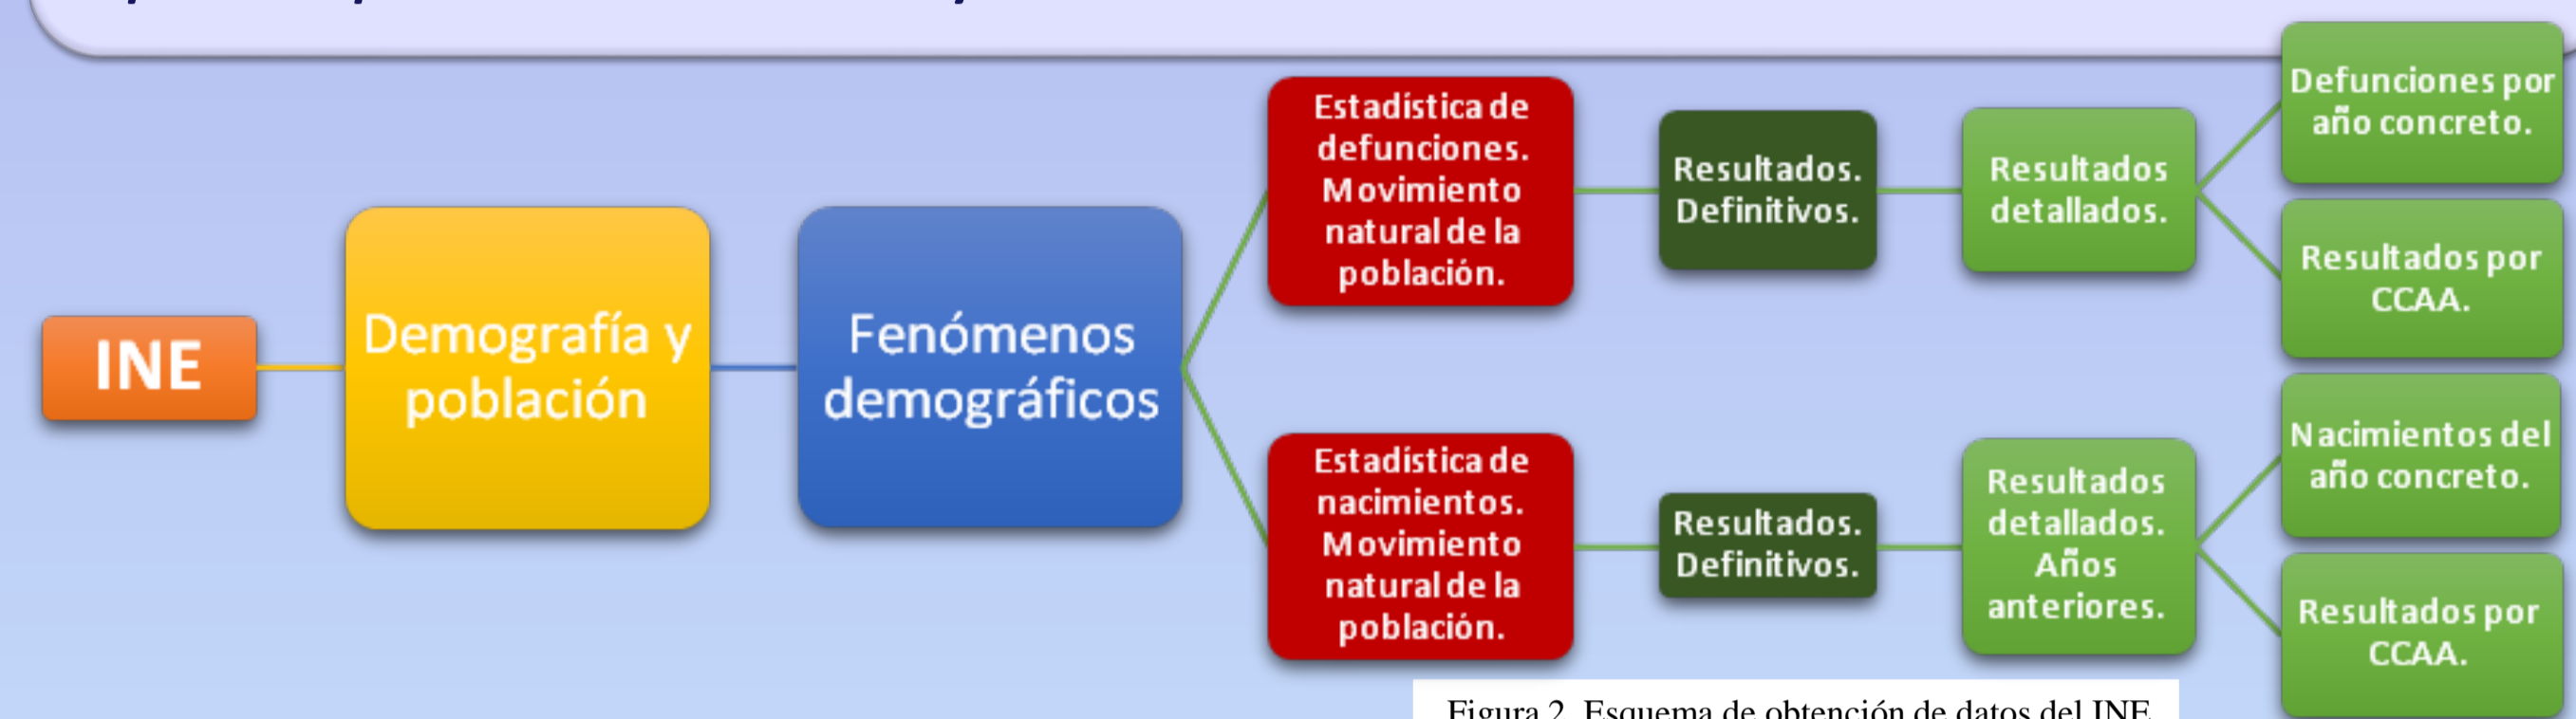 INE
Demografía y
población
Fenómenos
demográficos
Estadística de
defunciones.
Movimiento
natural de la
población.
Resultados.
Definitivos.
Resultados
detallados.
Defunciones por
año concreto.
Resultados por
CCAA.
Estadística de
nacimientos.
Movimiento
natural de la
población.
Resultados.
Definitivos.
Resultados
detallados.
Años
anteriores.
Nacimientos del
año concreto.
Resultados por
CCAA.
Figura 2. Esquema de obtención de datos del INE